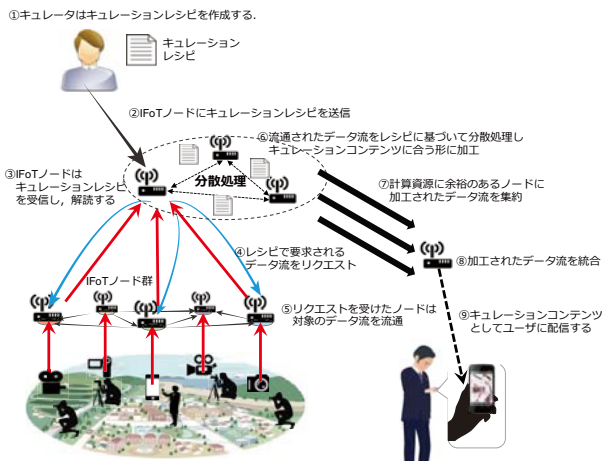 ①キュレータはキュレーションレシピを作成する.
キュレーション
レシピ
②IFoTノードにキュレーションレシピを送信
⑥流通されたデータ流をレシピに基づいて分散処理し
キュレーションコンテンツに合う形に加工
③IFoTノードは
キュレーションレシピ
を受信し，解読する
分散処理
⑦計算資源に余裕のあるノードに
加工されたデータ流を集約
④レシピで要求される
データ流をリクエスト
⑧加工されたデータ流を統合
IFoTノード群
⑤リクエストを受けたノードは
対象のデータ流を流通
⑨キュレーションコンテンツ
としてユーザに配信する